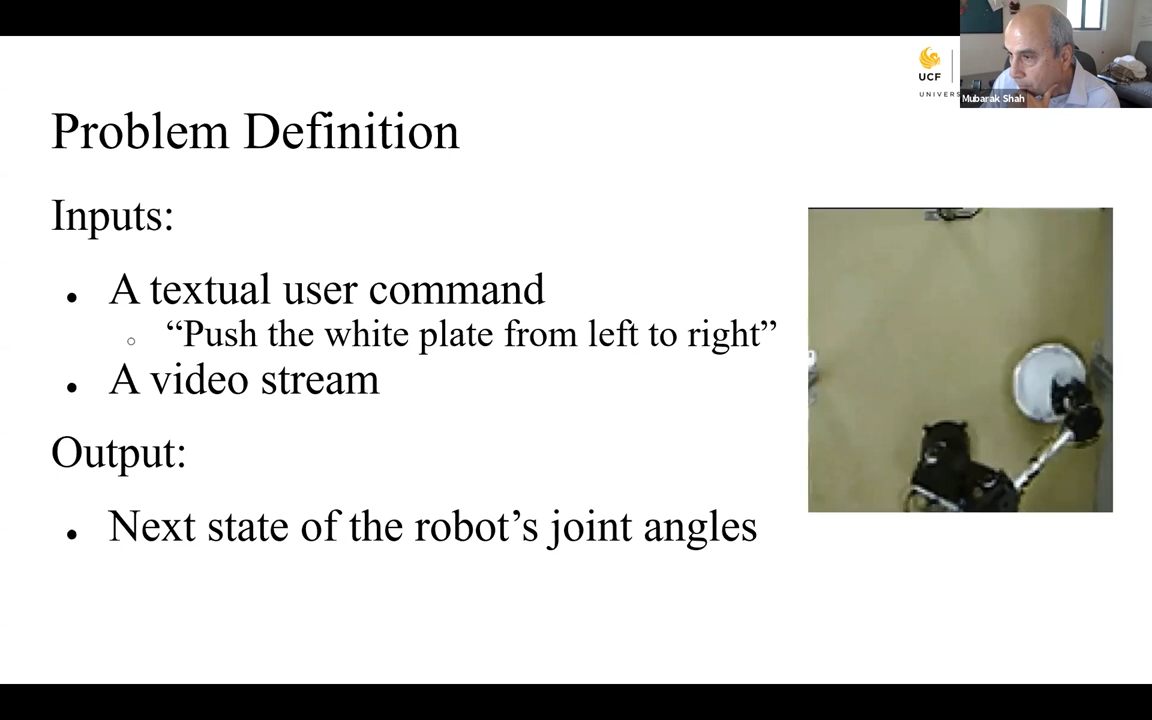 UCF
UNIVERS
Mubarak Shah
Problem Definition
Inputs:
• A textual user command
○ “Push the white plate from left to right”
• A video stream
Output:
• Next state of the robot’s joint angles